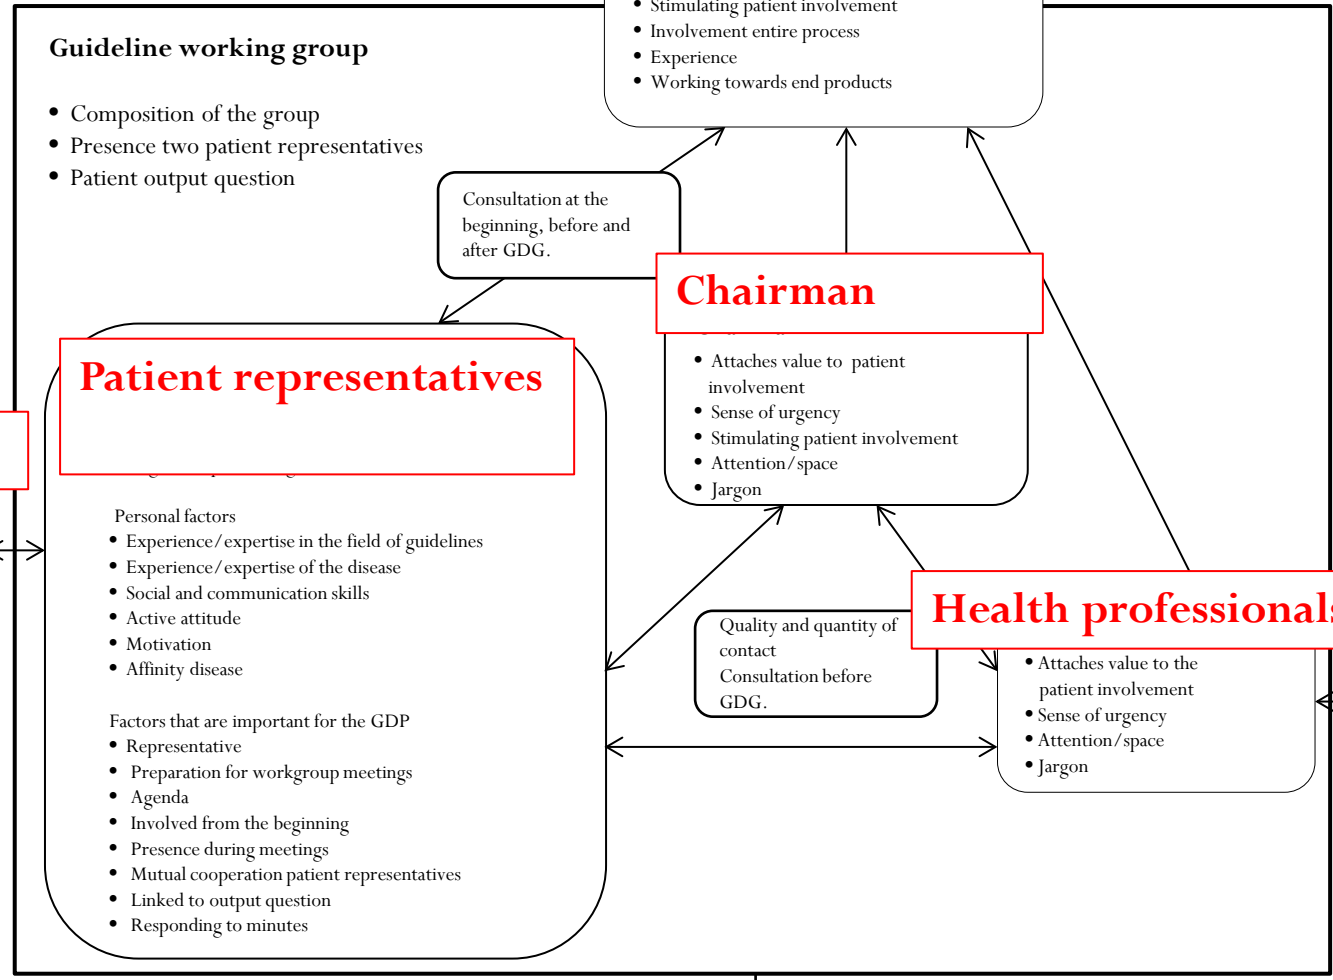 • Stimulating patient involvement
• Involvement entire process
• Experience
• Working towards end products
Guideline working group
• Composition of the group
• Presence two patient representatives
• Patient output question
Consultation at the
beginning, before and
after GDG.
Chairman
• Attaches value to patient
involvement
• Sense of urgency
• Stimulating patient involvement
• Attention/space
• Jargon
Patient representatives
Personal factors
• Experience/expertise in the field of guidelines
• Experience/expertise of the disease
• Social and communication skills
• Active attitude
• Motivation
• Affinity disease
Factors that are important for the GDP
• Representative
• Preparation for workgroup meetings
• Agenda
• Involved from the beginning
• Presence during meetings
• Mutual cooperation patient representatives
• Linked to output question
• Responding to minutes
Quality and quantity of
contact
Consultation before
GDG.
Health professionals
• Attaches value to the
patient involvement
• Sense of urgency
• Attention/space
• Jargon